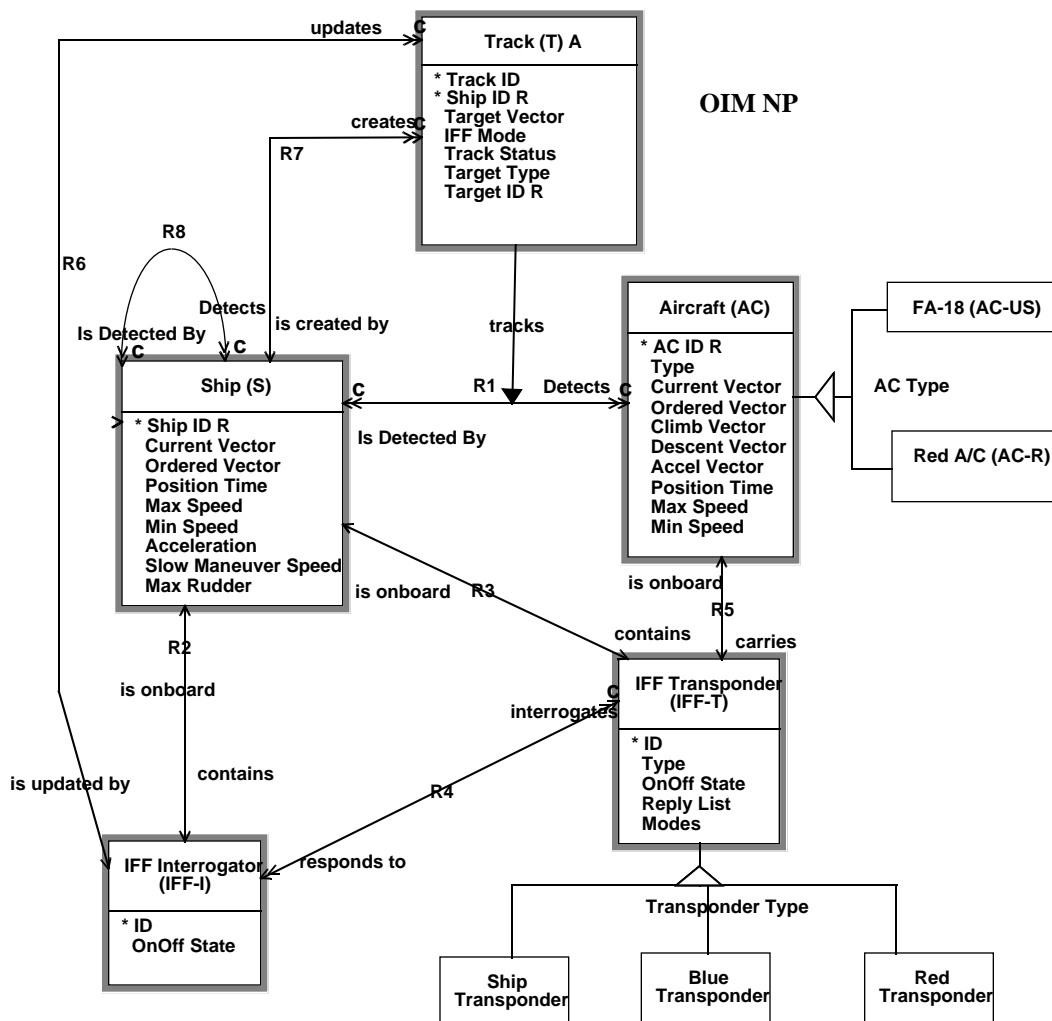 updates
C
Track (T) A
* Track ID
* Ship ID R
Target Vector
IFF Mode
Track Status
Target Type
Target ID R
OIM NP
creates
C
R7
R8
R6
Detects
Is Detected By
is created by
tracks
C
C
Ship (S)
* Ship ID R
Current Vector
Ordered Vector
Position Time
Max Speed
Min Speed
Acceleration
Slow Maneuver Speed
Max Rudder
C
R1
Detects
C
Is Detected By
Aircraft (AC)
* AC ID R
Type
Current Vector
Ordered Vector
Climb Vector
Descent Vector
Accel Vector
Position Time
Max Speed
Min Speed
FA-18 (AC-US)
AC Type
Red A/C (AC-R)
is onboard
R3
contains
is onboard
R5
carries
R2
is onboard
contains
C
interrogates
R4
responds to
is updated by
IFF Transponder
(IFF-T)
* ID
Type
OnOff State
Reply List
Modes
IFF Interrogator
(IFF-I)
* ID
OnOff State
Transponder Type
Ship
Transponder
Blue
Transponder
Red
Transponder